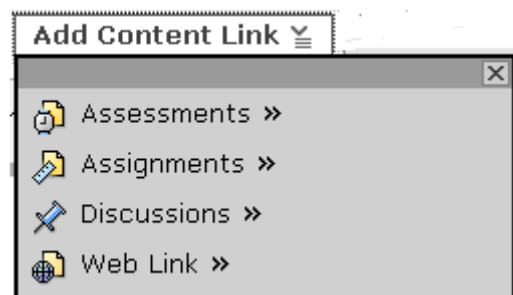 Add Content Link
Assessments »
Assignments »
Discussions »
Web Link »